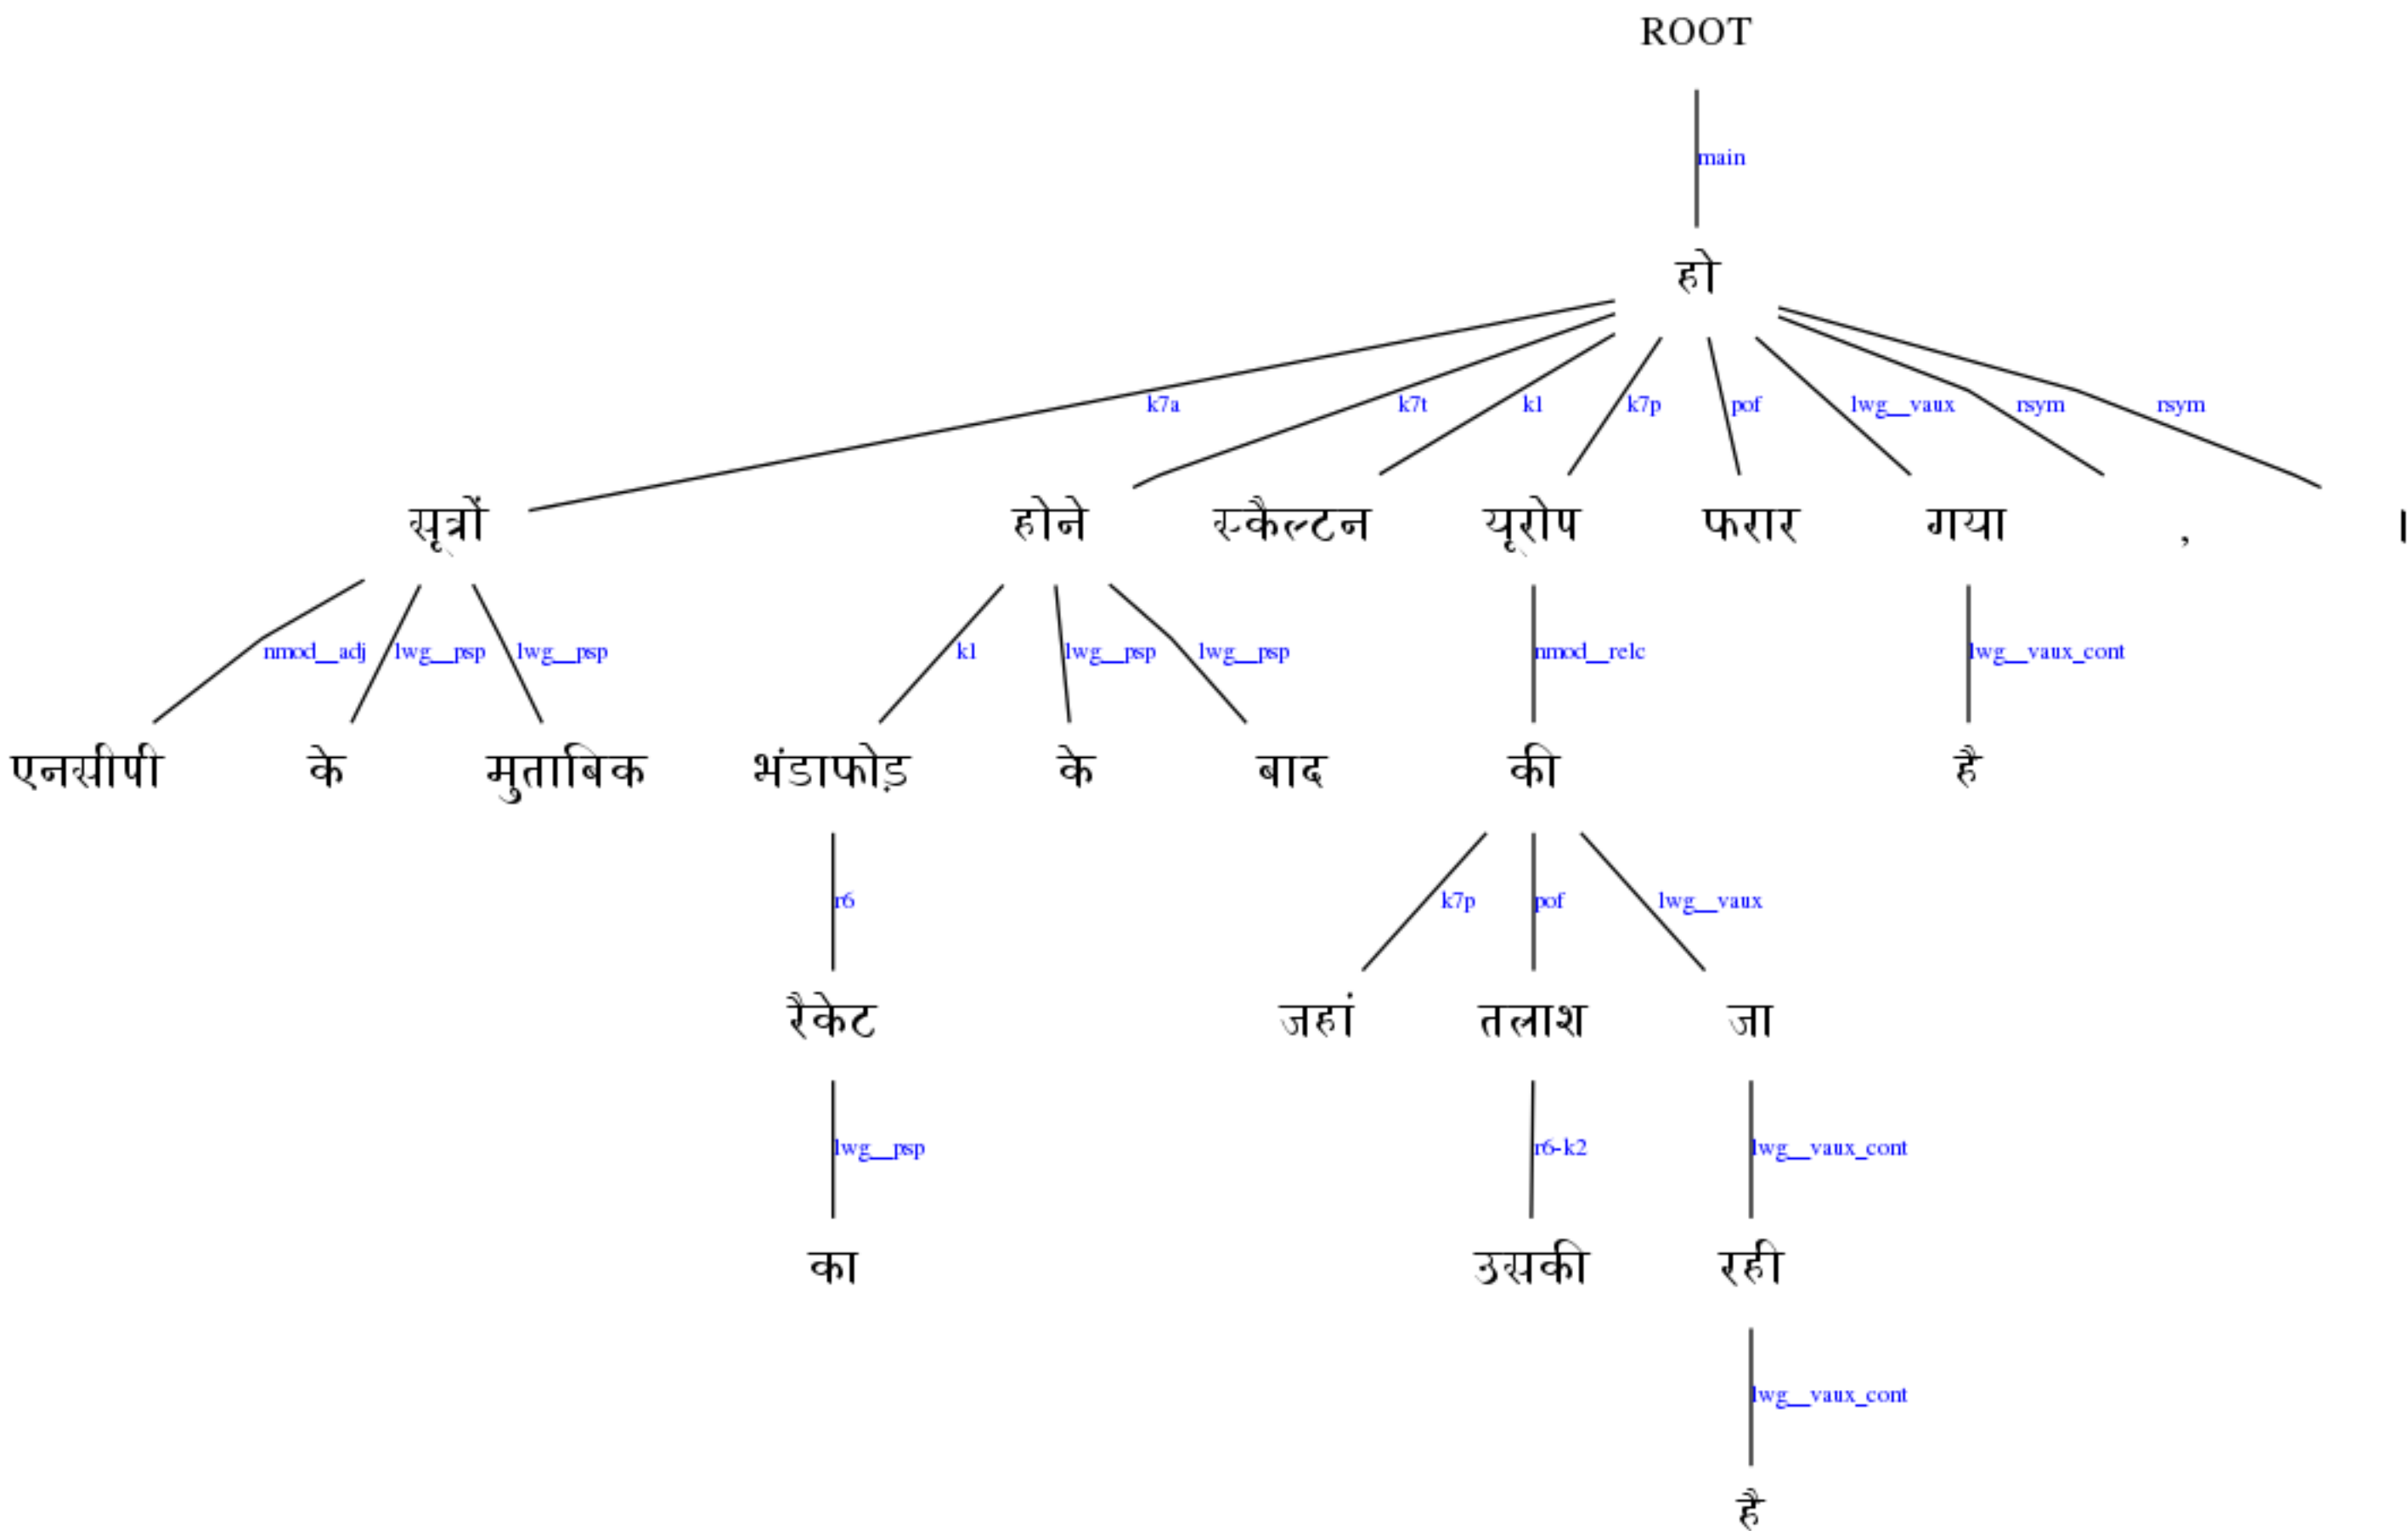 ROOT
main
हो
k7a k7t k1 k7p pof lwg__vaux rsym rsym
सूत्रों होने स्कैल्टन यूरोप फरार गया , ।
nmod__adj lwg__psp lwg__psp k1 lwg__psp lwg__psp nmod__relc lwg__vaux_cont
एनसीपी के मुताबिक भंडाफोड़ के बाद की है
r6 k7p pof lwg__vaux
रैकेट जहां तलाश जा
lwg__psp r6-k2 lwg__vaux_cont
का उसकी रही
lwg__vaux_cont
है